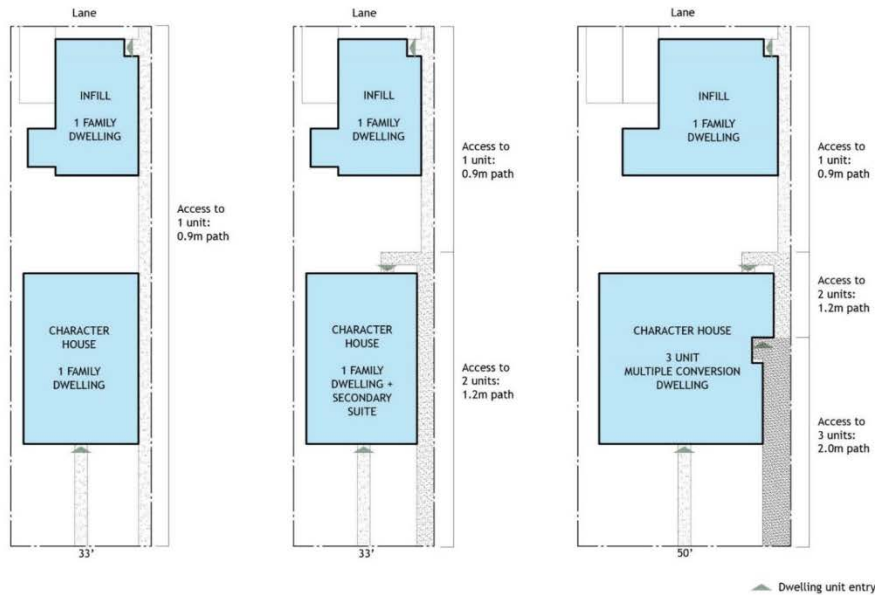 Lane
INFILL
1 FAMILY
DWELLING
Access to
1 unit:
0.9m path
CHARACTER
HOUSE
1 FAMILY
DWELLING
33'
Lane
INFILL
1 FAMILY
DWELLING
Access to
1 unit:
0.9m path
CHARACTER
HOUSE
1 FAMILY
DWELLING +
SECONDARY
SUITE
Access to
2 units:
1.2m path
33'
Lane
INFILL
1 FAMILY
DWELLING
Access to
1 unit:
0.9m path
Access to
2 units:
1.2m path
CHARACTER HOUSE
3 UNIT
MULTIPLE CONVERSION
DWELLING
Access to
3 units:
2.0m path
50'
Dwelling unit entry